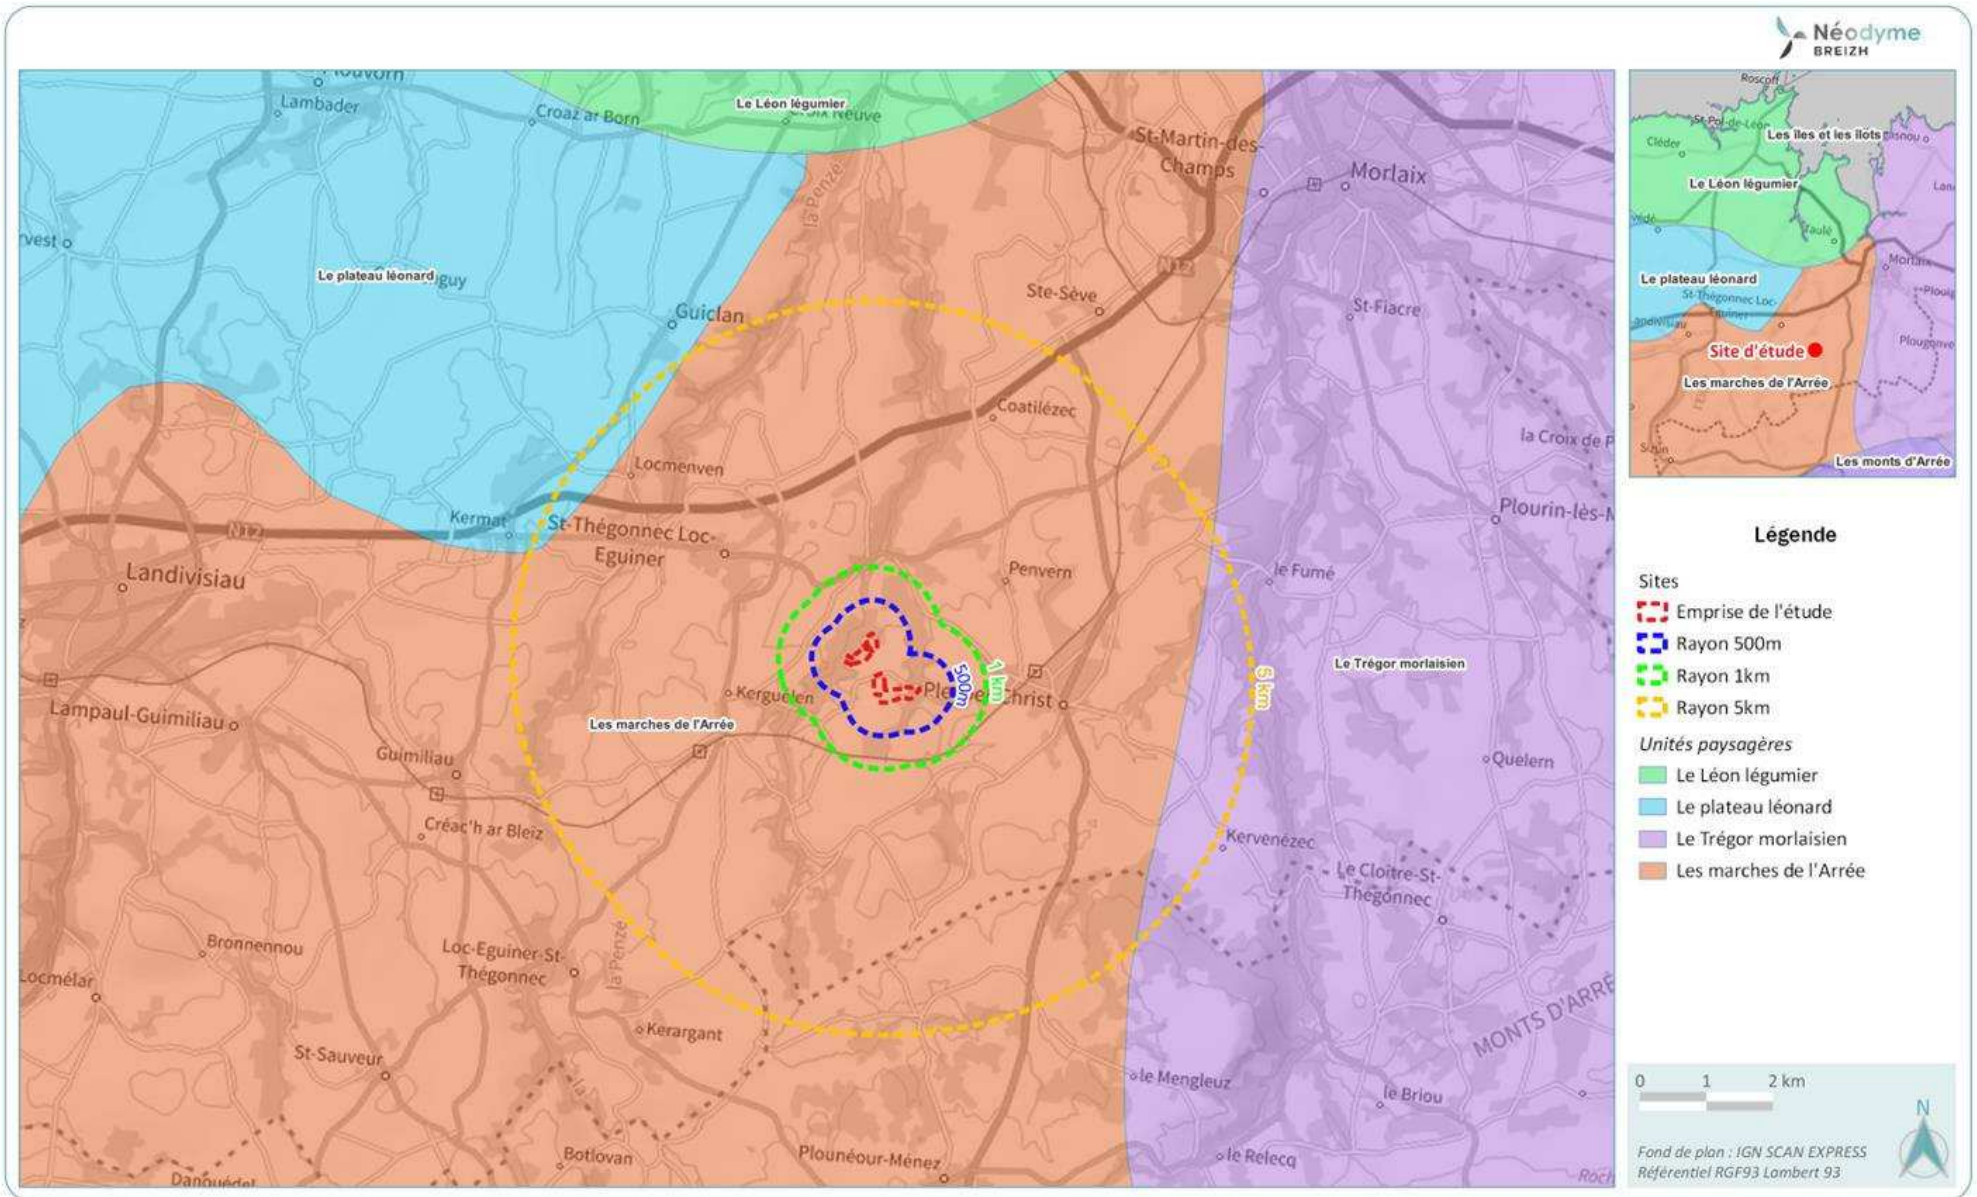 Néodyme
BREIZH
Lambader
Croaz ar Born
Le Léon légumier
St-Martin-des-
Champs
Morlaix
la Penzé
Le plateau léonard
N12
Ste-Sève
Guiclan
St-Fiacre
Coatilézec
la Croix de P
Locmenven
Plourin-lès-M
Kermat
St-Thégonnec Loc-
Eguiner
N12
Landivisiau
Penvern
le Fumé
Le Trégor morlaisien
1 km
500m
5 km
Kerguelen
Lampaul-Guimiliau
Les marches de l'Arrée
Guimiliau
Quelern
Créac'h ar Bleiz
Kervenézec
Le Cloître-St-
Thégonnec
Bronnennou
Loc-Eguiner-St-
Thégonnec
la Penzé
Locmélar
Kerargant
MONTS D'ARRÉ
St-Sauveur
le Mengleuz
le Briou
Botlovan
Plounéour-Ménez
le Relecq
Roch
Roscoff
St-Pol-de-Léon
Les îles et les îlots
Cléder
Le Léon légumier
Taulé
Morlaix
Le plateau léonard
St-Thégonnec Loc-
Eguiner
Site d'étude
Plougonve
Les marches de l'Arrée
Sizun
Les monts d'Arrée
Légende
Sites
Emprise de l'étude
Rayon 500m
Rayon 1km
Rayon 5km
Unités paysagères
Le Léon légumier
Le plateau léonard
Le Trégor morlaisien
Les marches de l'Arrée
0 1 2 km
N
Fond de plan : IGN SCAN EXPRESS
Référentiel RGF93 Lambert 93